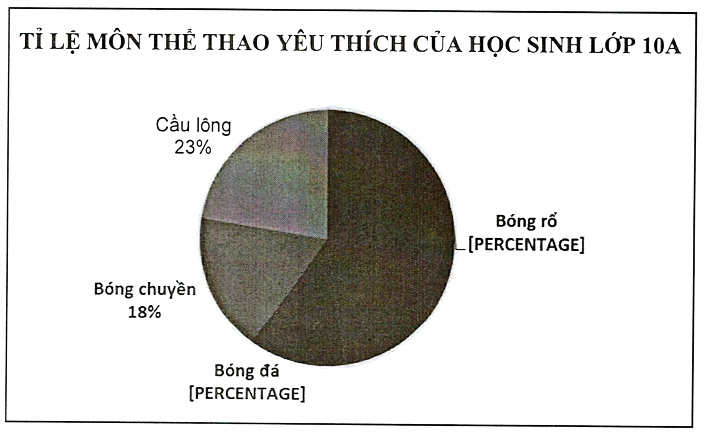 TỈ LỆ MÔN THỂ THAO YÊU THÍCH CỦA HỌC SINH LỚP 10A
Cầu lông
23%
Bóng rổ
[PERCENTAGE]
Bóng chuyền
18%
Bóng đá
[PERCENTAGE]